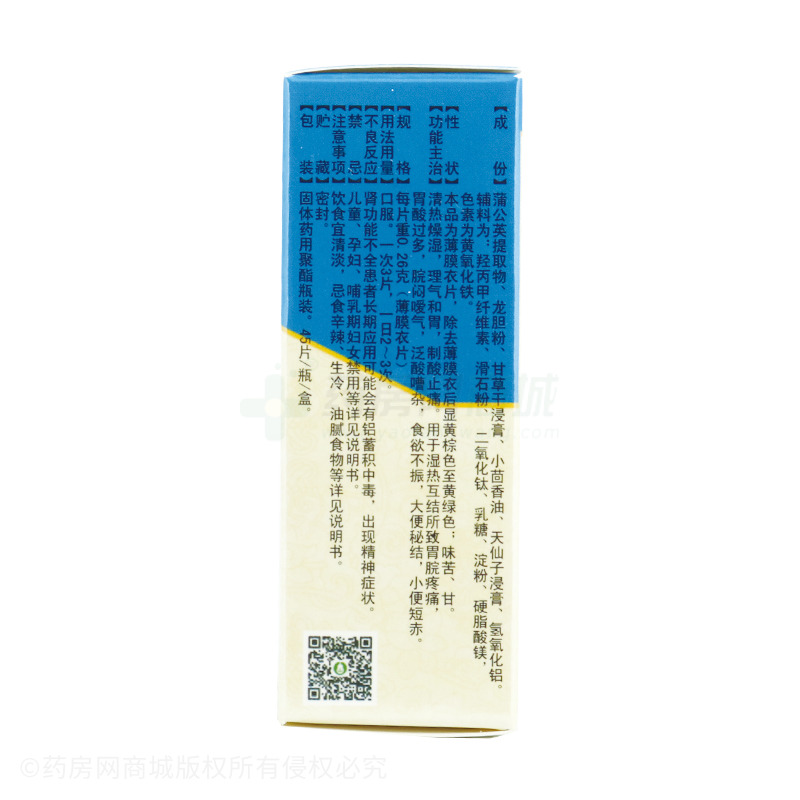 【成份】蒲公英提取物、龙胆粉、甘草干浸膏、小茴香油、天仙子浸膏、氢氧化铝。
辅料为：羟丙甲纤维素、滑石粉、二氧化钛、乳糖、淀粉、硬脂酸镁，
色素为黄氧化铁。
【性状】本品为薄膜衣片，除去薄膜衣后显黄棕色至黄绿色；味苦、甘。
【功能主治】清热燥湿，理气和胃，制酸止痛。用于湿热互结所致胃脘疼痛，
胃酸过多，脘闷嗳气，泛酸嘈杂，食欲不振，大便秘结，小便短赤。
【规格】每片重0.26克（薄膜衣片）
【用法用量】口服。一次3片，一日2～3次。
【不良反应】肾功能不全患者长期应用可能会有铝蓄积中毒，出现精神症状。
【禁忌】儿童、孕妇、哺乳期妇女禁用等详见说明书。
【注意事项】饮食宜清淡，忌食辛辣、生冷、油腻食物等详见说明书。
【贮藏】密封。
【包装】固体药用聚酯瓶装。45片/瓶/盒。
药房网商城
©药房网商城版权所有侵权必究